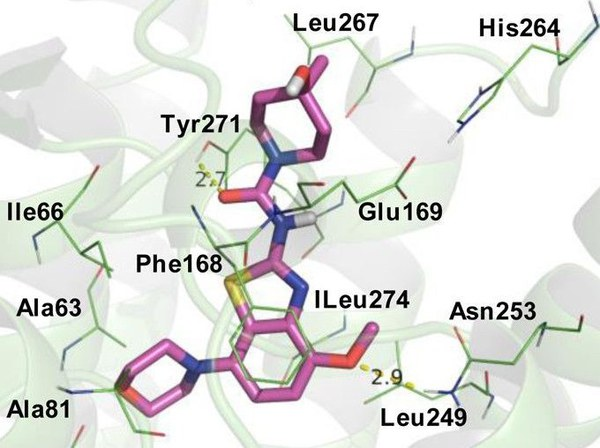 Leu267
His264
Tyr271
2.7
Ile66
Glu169
Phe168
ILeu274
Ala63
Asn253
2.9
Ala81
Leu249